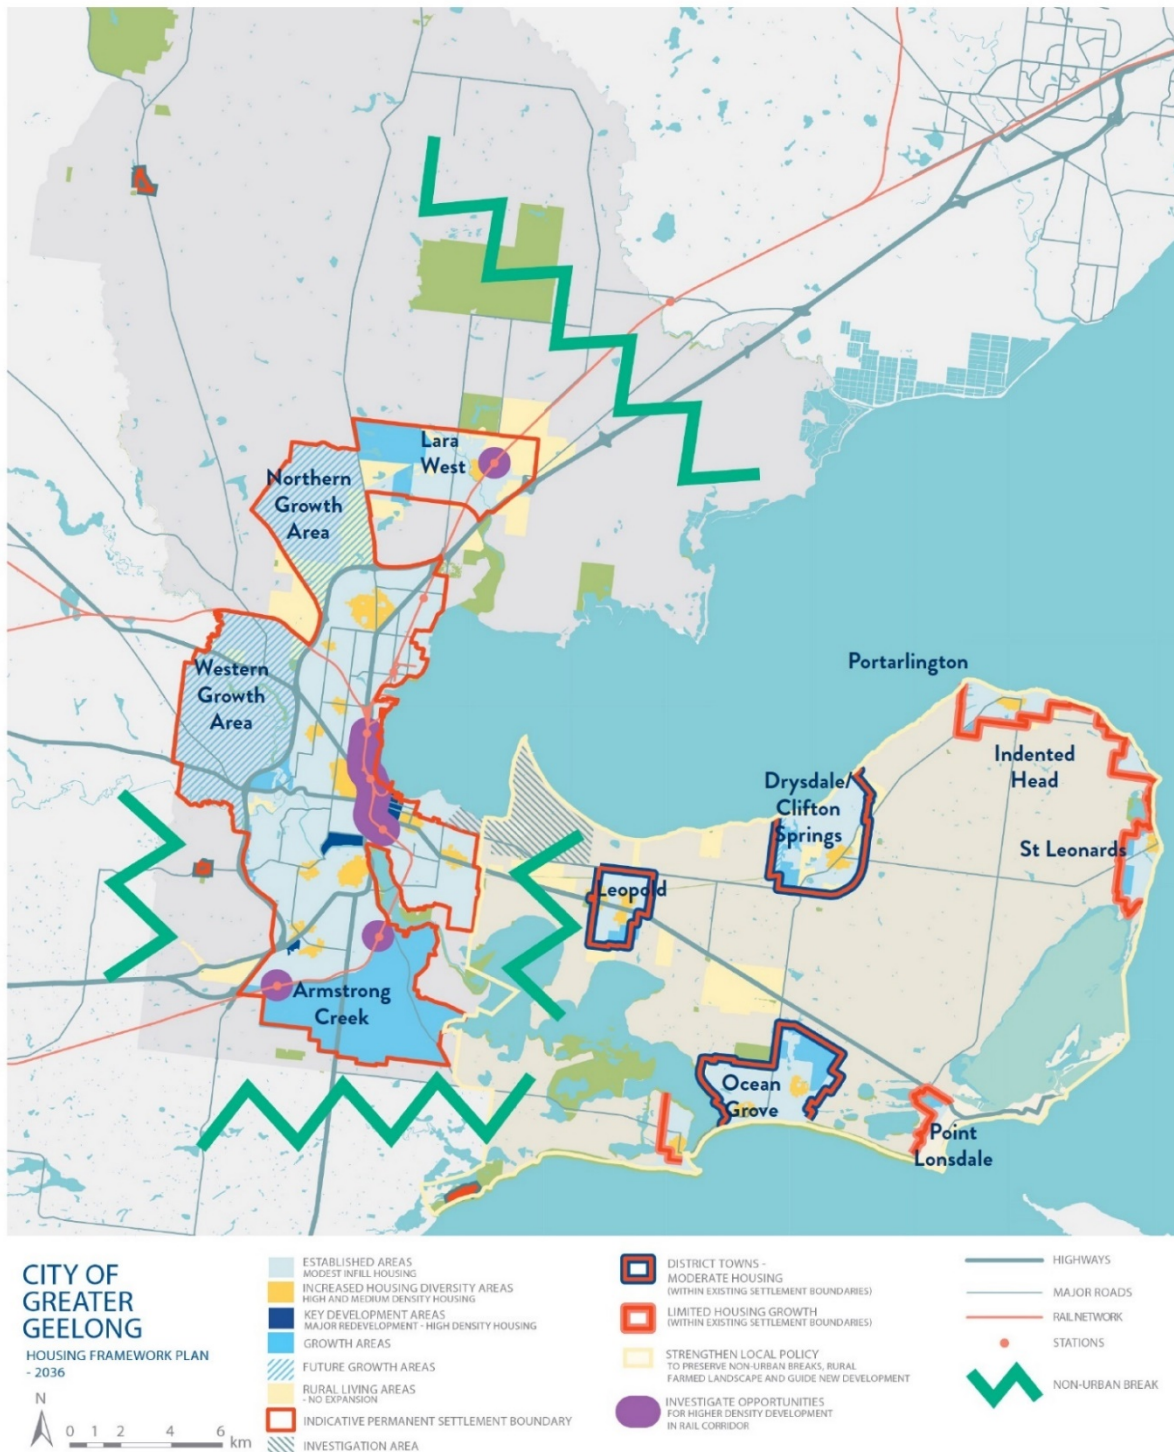 Lara
West
Northern
Growth
Area
Western
Growth
Area
Portarlington
Indented
Head
Drysdale/
Clifton
Springs
St Leonards
Leopold
Armstrong
Creek
Ocean
Grove
Point
Lonsdale
CITY OF
GREATER
GEELONG
HOUSING FRAMEWORK PLAN
- 2036
N
0 1 2 4 6 km
ESTABLISHED AREAS
MODEST INFILL HOUSING
INCREASED HOUSING DIVERSITY AREAS
HIGH AND MEDIUM DENSITY HOUSING
KEY DEVELOPMENT AREAS
MAJOR REDEVELOPMENT - HIGH DENSITY HOUSING
GROWTH AREAS
FUTURE GROWTH AREAS
RURAL LIVING AREAS
- NO EXPANSION
INDICATIVE PERMANENT SETTLEMENT BOUNDARY
INVESTIGATION AREA
DISTRICT TOWNS -
MODERATE HOUSING
(WITHIN EXISTING SETTLEMENT BOUNDARIES)
LIMITED HOUSING GROWTH
(WITHIN EXISTING SETTLEMENT BOUNDARIES)
STRENGTHEN LOCAL POLICY
TO PRESERVE NON-URBAN BREAKS, RURAL
FARMED LANDSCAPE AND GUIDE NEW DEVELOPMENT
INVESTIGATE OPPORTUNITIES
FOR HIGHER DENSITY DEVELOPMENT
IN RAIL CORRIDOR
HIGHWAYS
MAJOR ROADS
RAIL NETWORK
STATIONS
NON-URBAN BREAK